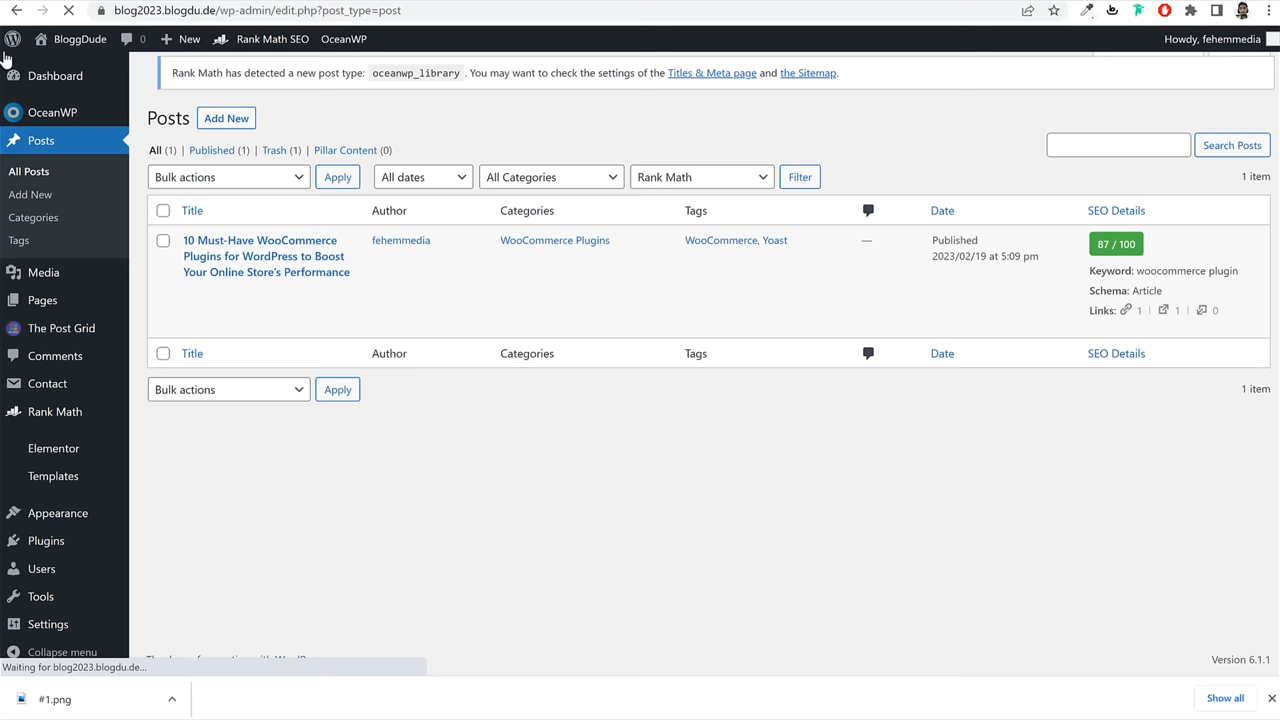 blog2023.blogdu.de/wp-admin/edit.php?post_type=post
BloggDude 0 New Rank Math SEO OceanWP Howdy, fehemmedia
Dashboard
OceanWP
Posts
All Posts
Add New
Categories
Tags
Media
Pages
The Post Grid
Comments
Contact
Rank Math
Elementor
Templates
Appearance
Plugins
Users
Tools
Settings
Collapse menu
Rank Math has detected a new post type: oceanwp_library . You may want to check the settings of the Titles & Meta page and the Sitemap.
Posts Add New
All (1) | Published (1) | Trash (1) | Pillar Content (0)
Search Posts
Bulk actions Apply All dates All Categories Rank Math Filter 1 item
Title Author Categories Tags Date SEO Details
10 Must-Have WooCommerce Plugins for WordPress to Boost Your Online Store's Performance
fehemmedia
WooCommerce Plugins
WooCommerce, Yoast
—
Published
2023/02/19 at 5:09 pm
87 / 100
Keyword: woocommerce plugin
Schema: Article
Links: 1 | 1 | 0
Title Author Categories Tags Date SEO Details
Bulk actions Apply 1 item
Version 6.1.1
Waiting for blog2023.blogdu.de...
#1.png
Show all